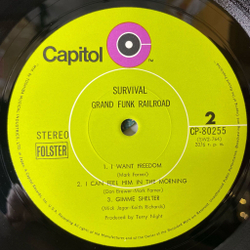 Capitol
SURVIVAL
GRAND FUNK RAILROAD
STEREO
FOLSTER
2
CP-80255
1. I WANT FREEDOM
(Mark Farner)
2. I CAN FEEL HIM IN THE MORNING
(Don Brewer-Mark Farner)
3. GIMME SHELTER
(Mick Jagger-Keith Richards)
Produced by Terry Knight